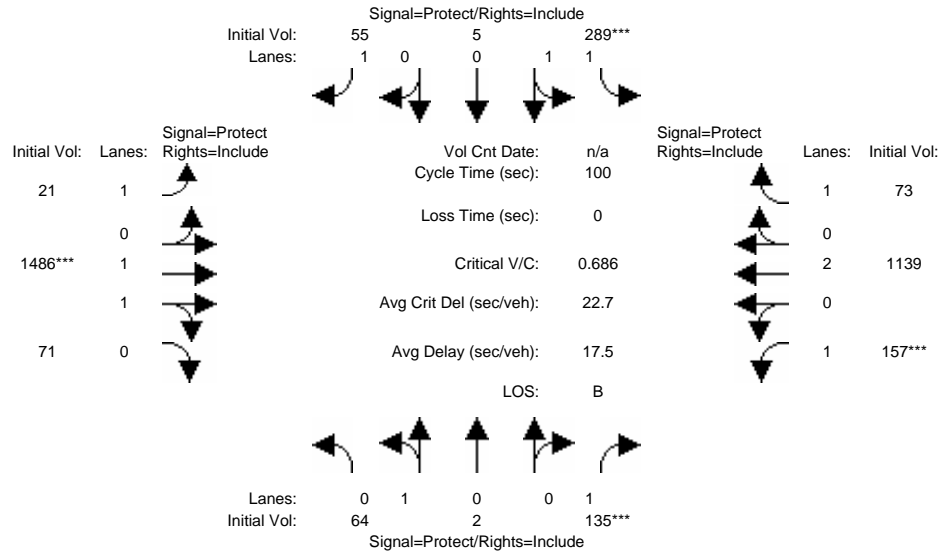 Signal=Protect/Rights=Include
Initial Vol: 55 5 289***
Lanes: 1 0 0 1 1
Signal=Protect
Initial Vol: Lanes: Rights=Include
Vol Cnt Date: n/a
Signal=Protect
Rights=Include Lanes: Initial Vol:
Cycle Time (sec): 100
21 1
1 73
Loss Time (sec): 0
0
0
1486*** 1
Critical V/C: 0.686
2 1139
1
Avg Crit Del (sec/veh): 22.7
0
71 0
Avg Delay (sec/veh): 17.5
1 157***
LOS: B
Lanes: 0 1 0 0 1
Initial Vol: 64 2 135***
Signal=Protect/Rights=Include